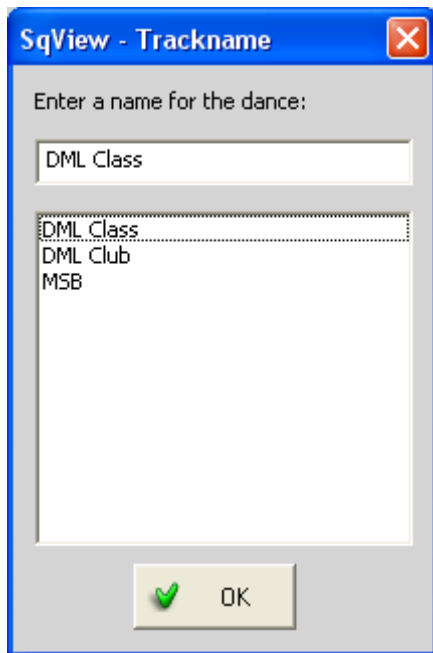 SqView - Trackname
Enter a name for the dance:
DML Class
DML Class
DML Club
MSB
OK